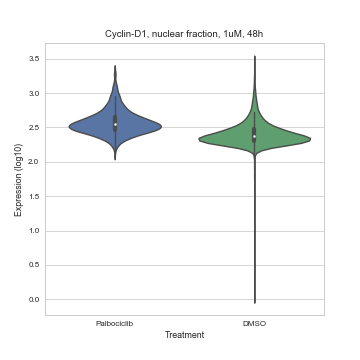 Cyclin-D1, nuclear fraction, 1uM, 48h
3.5
3.0
2.5
2.0
1.5
1.0
0.5
0.0
Expression (log10)
Palbociclib
DMSO
Treatment